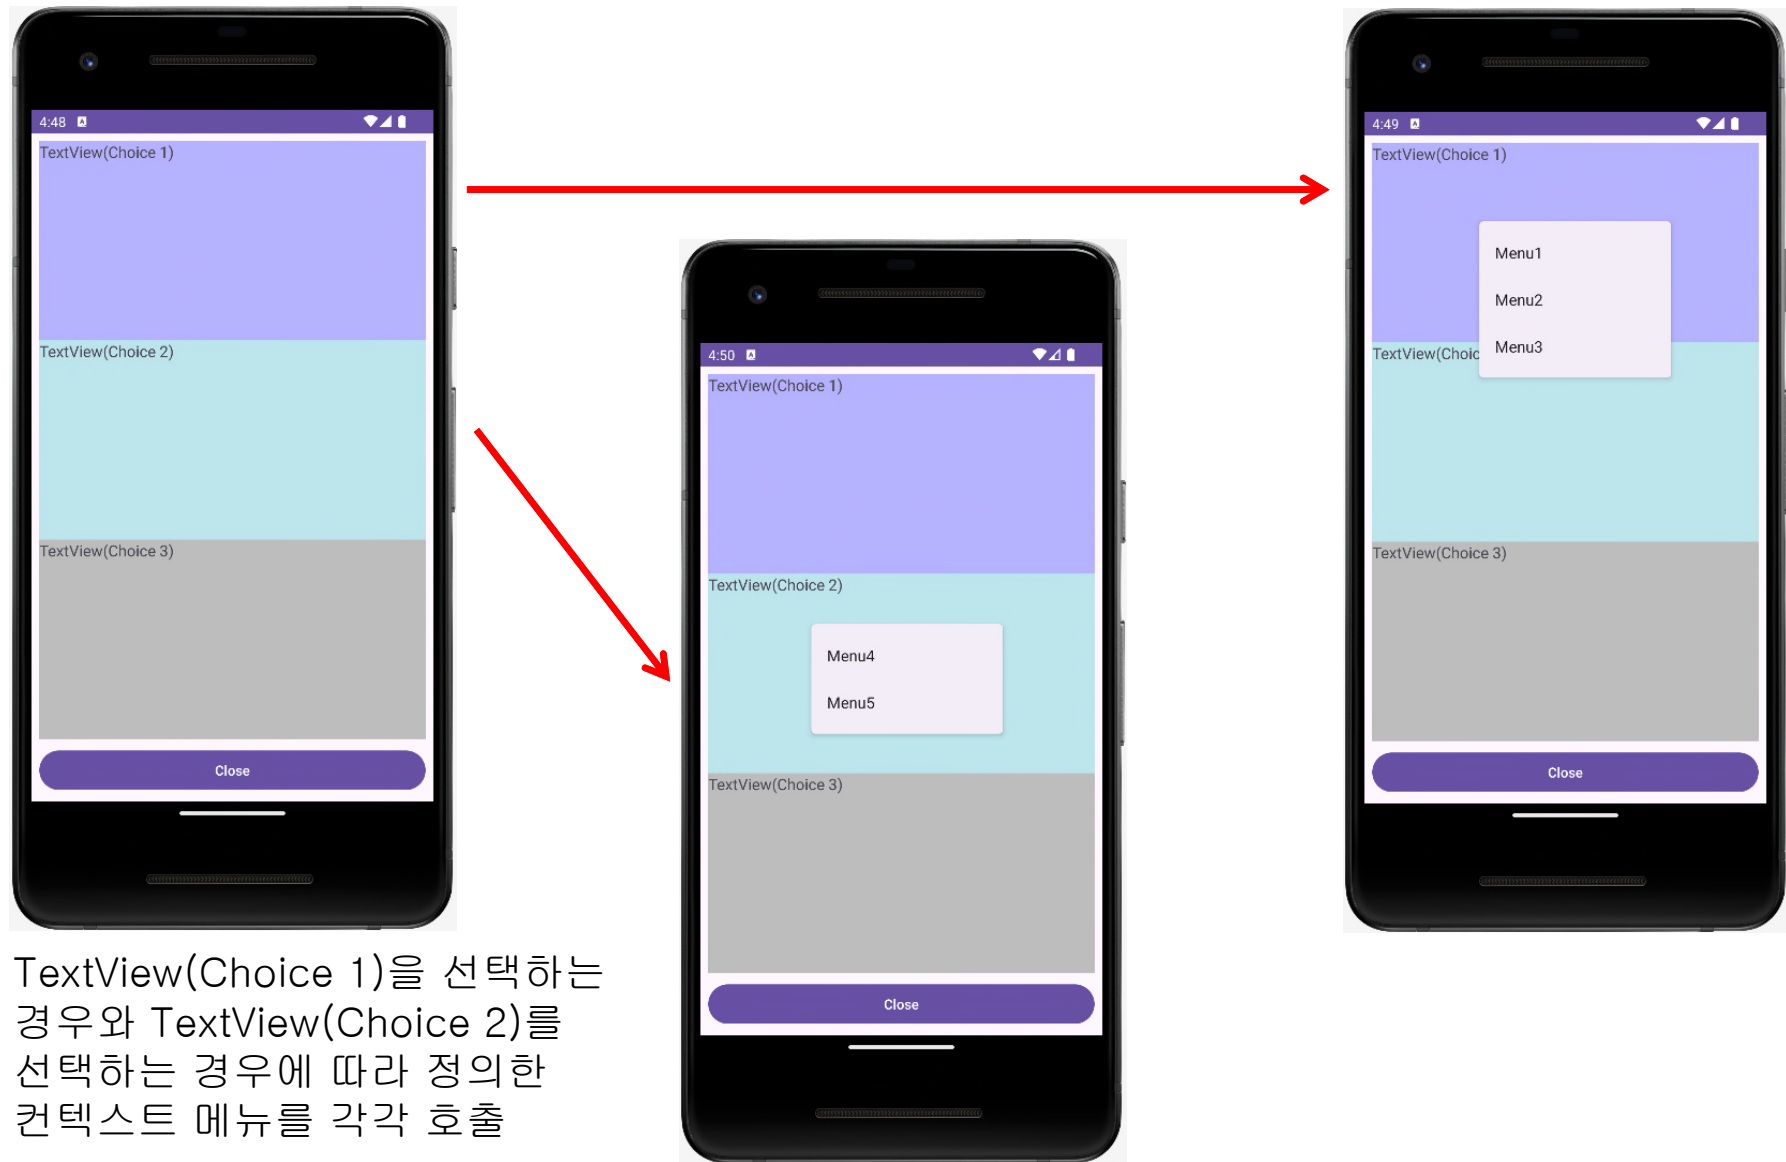 4:48
TextView(Choice 1)
TextView(Choice 2)
TextView(Choice 3)
Close
4:50
TextView(Choice 1)
TextView(Choice 2)
Menu4
Menu5
TextView(Choice 3)
Close
4:49
TextView(Choice 1)
Menu1
Menu2
Menu3
TextView(Choic
TextView(Choice 3)
Close
TextView(Choice 1)을 선택하는
경우와 TextView(Choice 2)를
선택하는 경우에 따라 정의한
컨텍스트 메뉴를 각각 호출